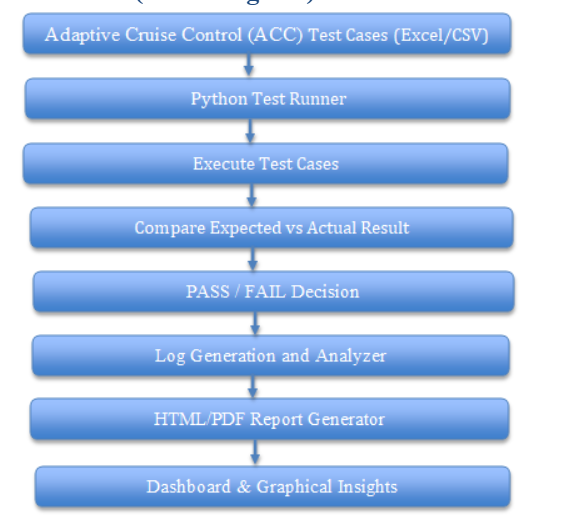 Adaptive Cruise Control (ACC) Test Cases (Excel/CSV)
Python Test Runner
Execute Test Cases
Compare Expected vs Actual Result
PASS / FAIL Decision
Log Generation and Analyzer
HTML/PDF Report Generator
Dashboard & Graphical Insights